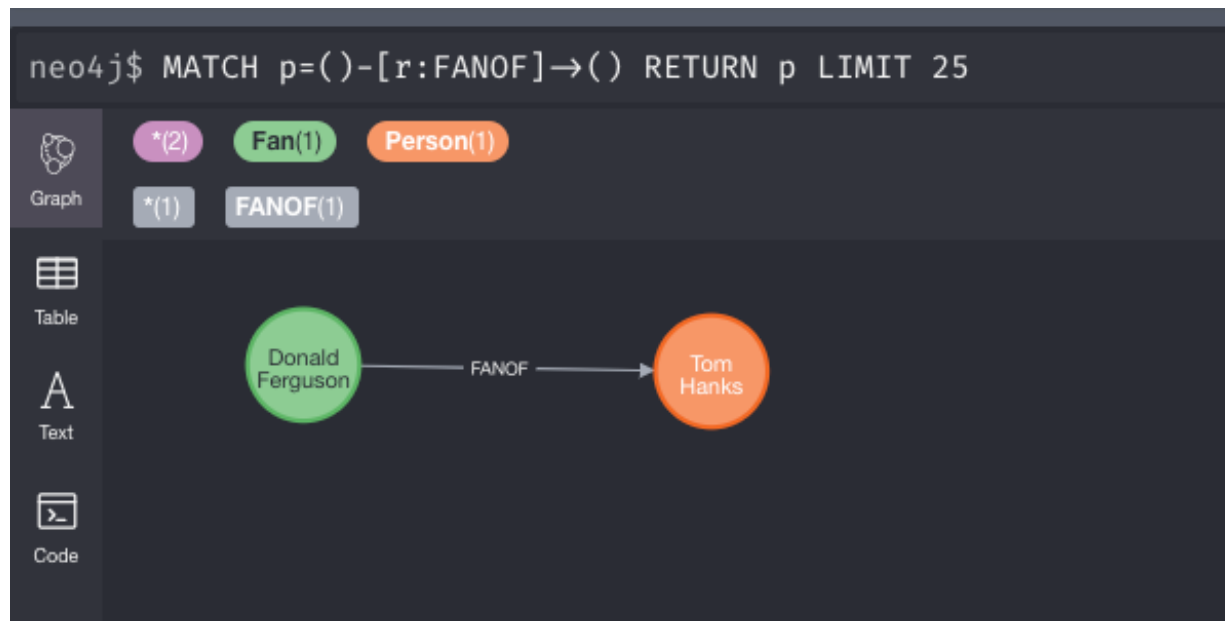 neo4j$ MATCH p=()-[r:FANOF]→() RETURN p LIMIT 25
*(2) Fan(1) Person(1)
Graph
*(1) FANOF(1)
Table
Donald
Ferguson
FANOF
Tom
Hanks
A
Text
>_
Code